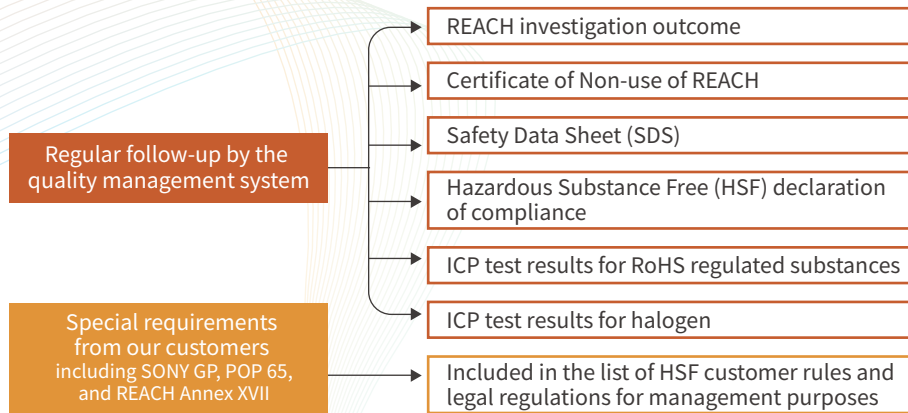 REACH investigation outcome
Certificate of Non-use of REACH
Safety Data Sheet (SDS)
Regular follow-up by the
quality management system
Hazardous Substance Free (HSF) declaration
of compliance
ICP test results for RoHS regulated substances
ICP test results for halogen
Special requirements
from our customers
including SONY GP, POP 65,
and REACH Annex XVII
Included in the list of HSF customer rules and
legal regulations for management purposes